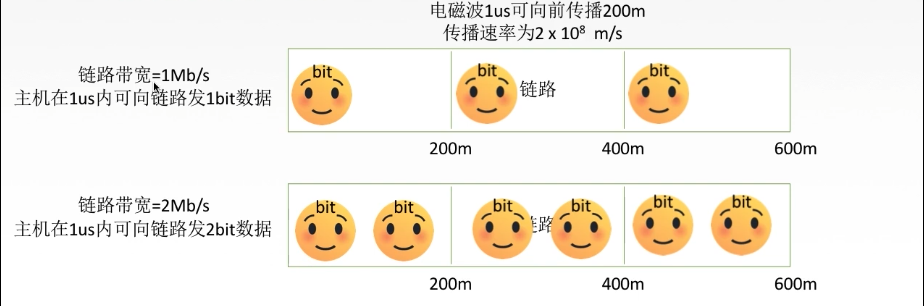 电磁波1us可向前传播200m
传播速率为2 x 10⁸ m/s
链路带宽=1Mb/s
主机在1us内可向链路发1bit数据
bit
bit
链路
bit
200m
400m
600m
链路带宽=2Mb/s
主机在1us内可向链路发2bit数据
bit
bit
bit
路
bit
bit
bit
200m
400m
600m